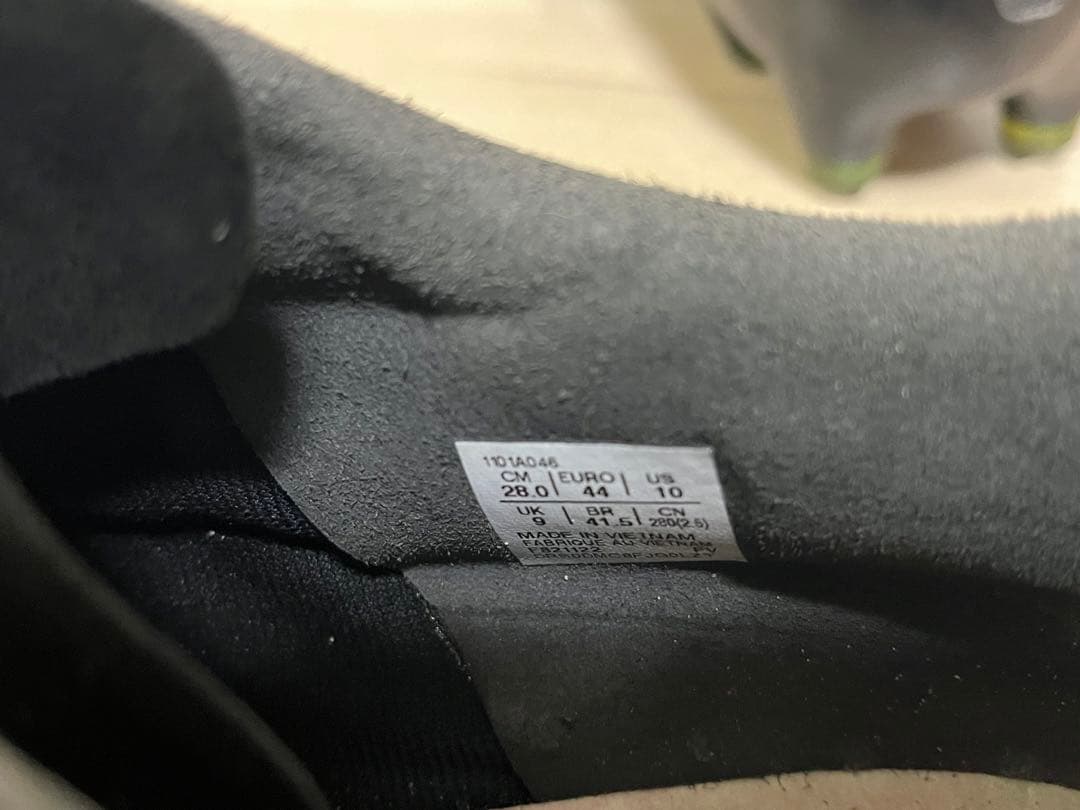 1101A046
CM | EURO | US
28.0 | 44 | 10
UK | BR | CN
9 | 41.5 | 280(2.5)
MADE IN VIETNAM
FABRIQUE AU VIETNAM
PV